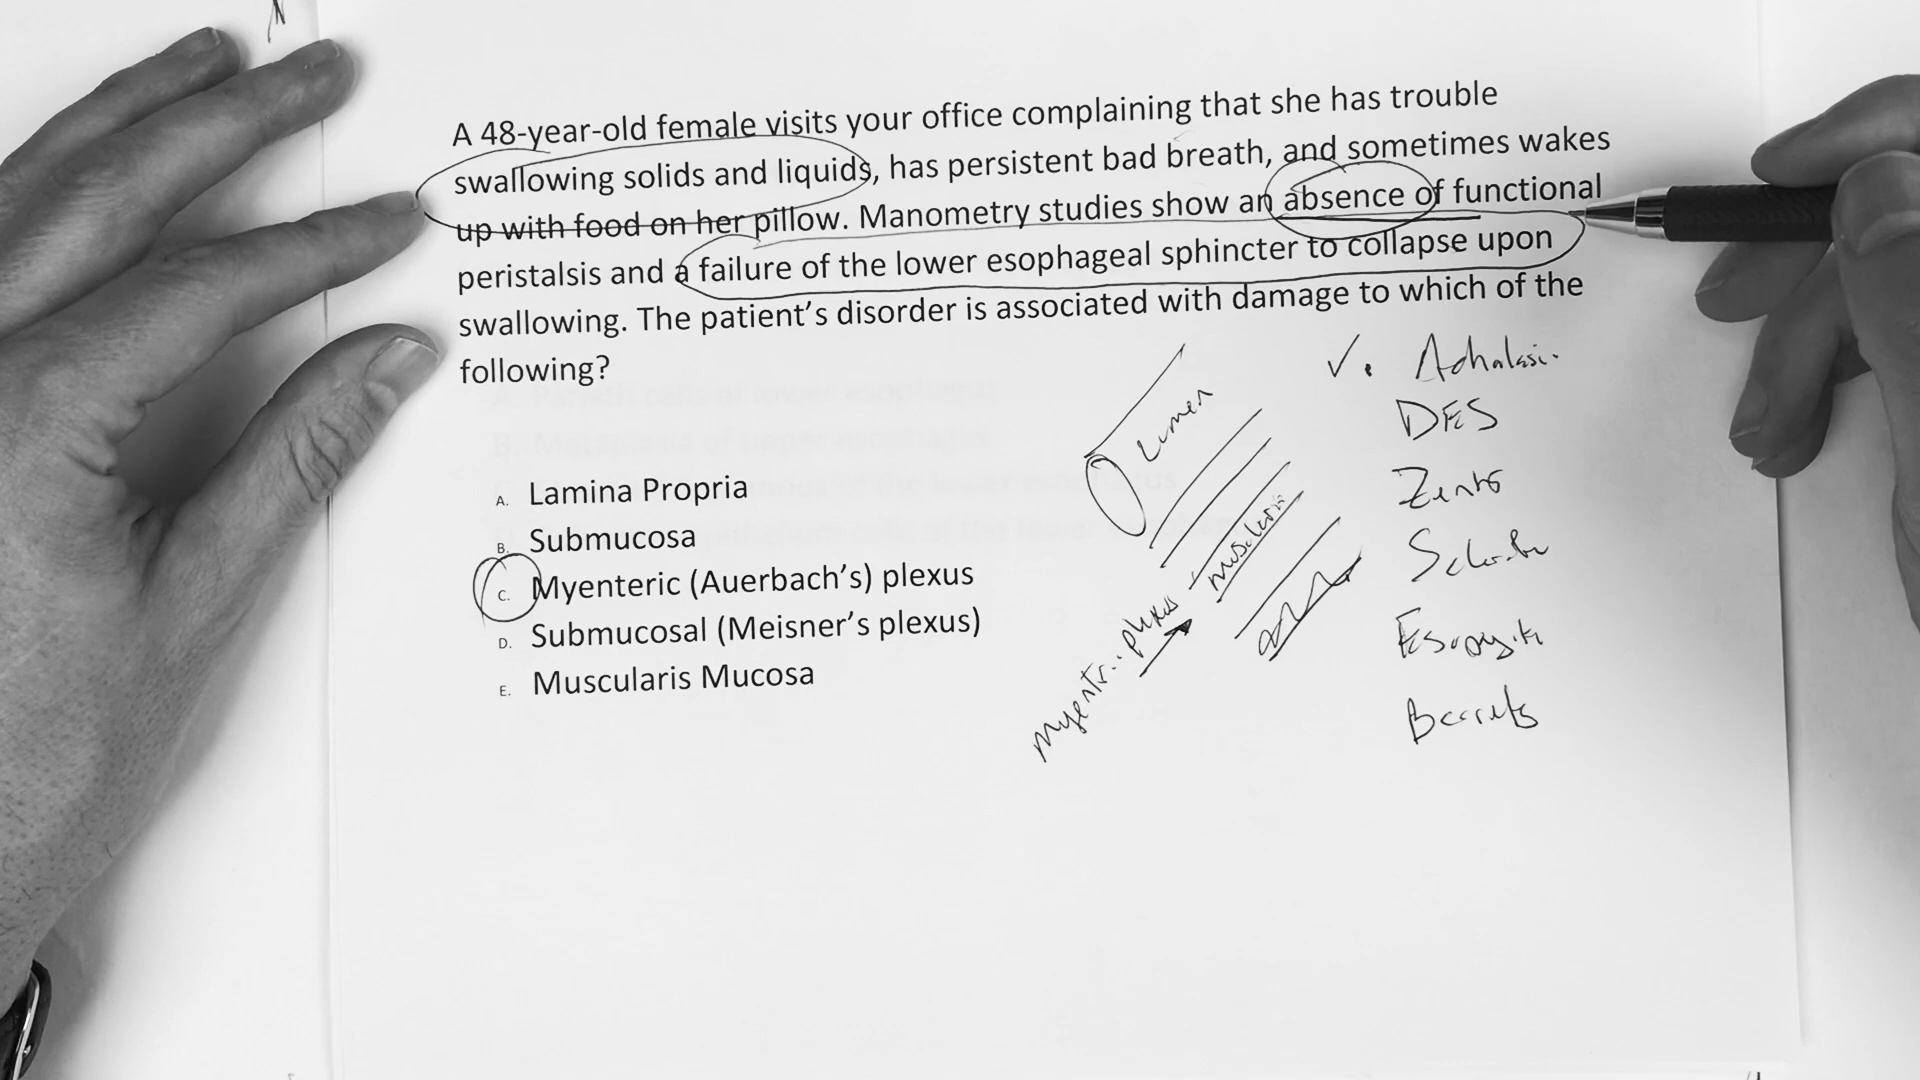 A 48-year-old female visits your office complaining that she has trouble
swallowing solids and liquids, has persistent bad breath, and sometimes wakes
up with food on her pillow. Manometry studies show an absence of functional
peristalsis and a failure of the lower esophageal sphincter to collapse upon
swallowing. The patient's disorder is associated with damage to which of the
following?
A. Lamina Propria
B. Submucosa
C. Myenteric (Auerbach's) plexus
D. Submucosal (Meisner's plexus)
E. Muscularis Mucosa
Lumen
muscularis
plexus
DES